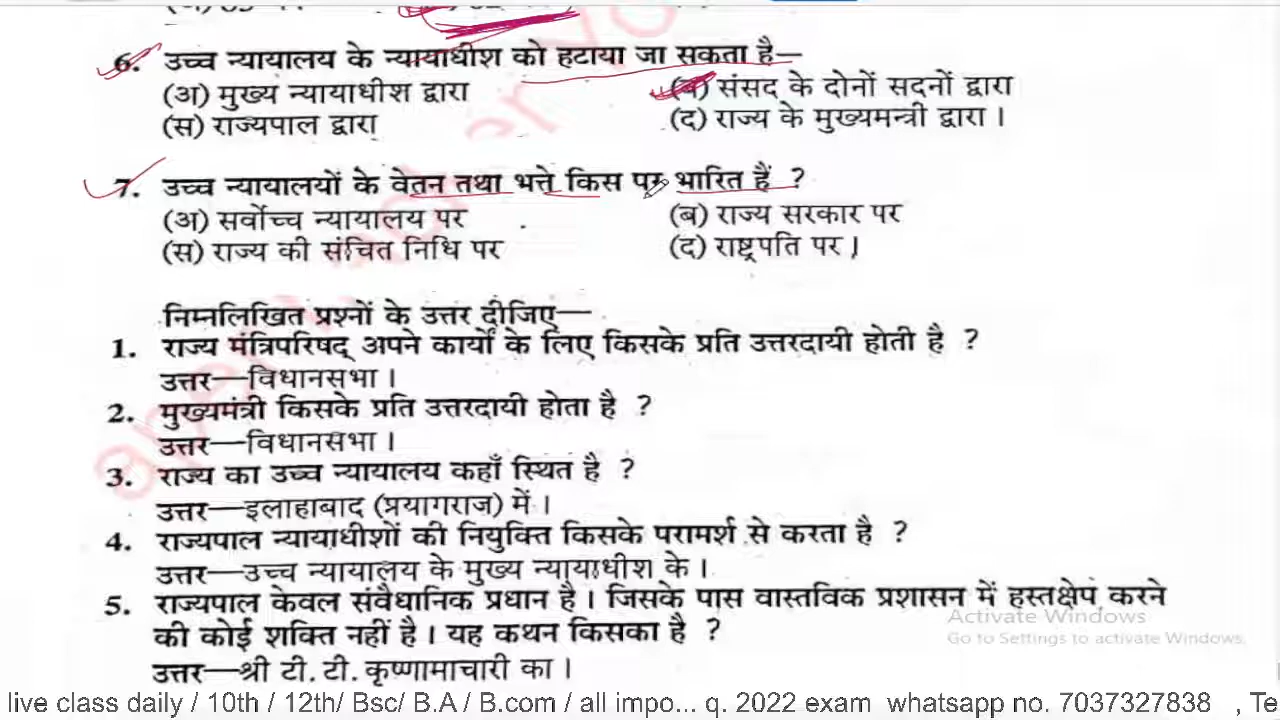 6. उच्च न्यायालय के न्यायाधीश को हटाया जा सकता है—
(अ) मुख्य न्यायाधीश द्वारा (ब) संसद के दोनों सदनों द्वारा
(स) राज्यपाल द्वारा (द) राज्य के मुख्यमन्त्री द्वारा ।
7. उच्च न्यायालयों के वेतन तथा भत्ते किस पर भारित हैं ?
(अ) सर्वोच्च न्यायालय पर (ब) राज्य सरकार पर
(स) राज्य की संचित निधि पर (द) राष्ट्रपति पर ।
निम्नलिखित प्रश्नों के उत्तर दीजिए—
1. राज्य मंत्रिपरिषद् अपने कार्यों के लिए किसके प्रति उत्तरदायी होती है ?
उत्तर—विधानसभा ।
2. मुख्यमंत्री किसके प्रति उत्तरदायी होता है ?
उत्तर—विधानसभा ।
3. राज्य का उच्च न्यायालय कहाँ स्थित है ?
उत्तर—इलाहाबाद (प्रयागराज) में ।
4. राज्यपाल न्यायाधीशों की नियुक्ति किसके परामर्श से करता है ?
उत्तर—उच्च न्यायालय के मुख्य न्यायाधीश के ।
5. राज्यपाल केवल संवैधानिक प्रधान है । जिसके पास वास्तविक प्रशासन में हस्तक्षेप करने
की कोई शक्ति नहीं है । यह कथन किसका है ?
उत्तर—श्री टी. टी. कृष्णामाचारी का ।
Activate Windows
Go to Settings to activate Windows.
live class daily / 10th / 12th/ Bsc/ B.A / B.com / all impo... q. 2022 exam whatsapp no. 7037327838 , Te